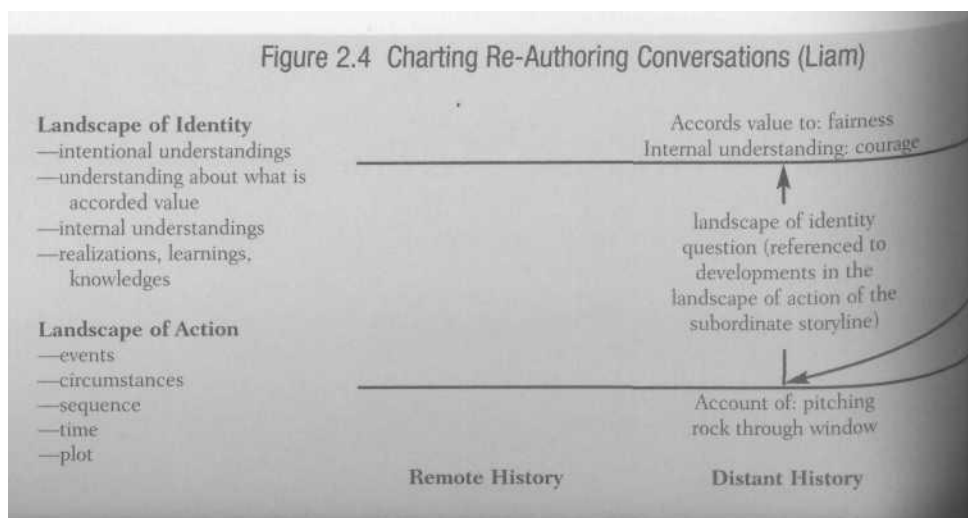 Figure 2.4 Charting Re-Authoring Conversations (Liam)
Landscape of Identity
—intentional understandings
—understanding about what is
accorded value
—internal understandings
—realizations, learnings,
knowledges
Landscape of Action
—events
—circumstances
—sequence
—time
—plot
Accords value to: fairness
Internal understanding: courage
landscape of identity
question (referenced to
developments in the
landscape of action of the
subordinate storyline)
Account of: pitching
rock through window
Remote History
Distant History